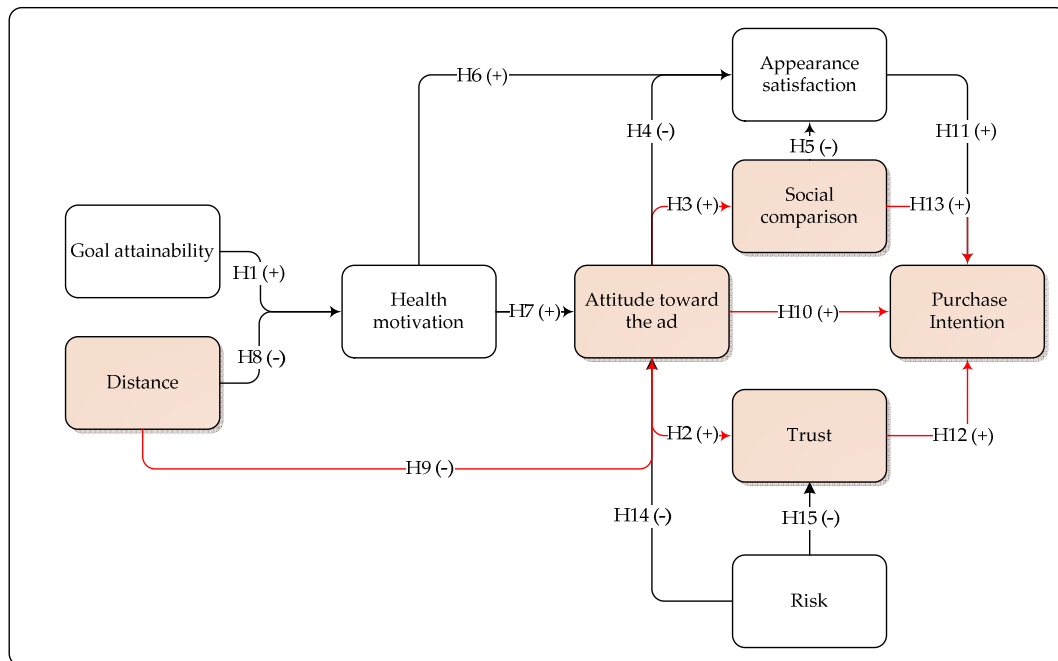 Appearance
satisfaction
H6 (+)
H4 (-)
H11 (+)
H5 (-)
Social
comparison
H3 (+)
H13 (+)
Goal attainability
H1 (+)
Health
motivation
H7 (+)
Attitude toward
the ad
H10 (+)
Purchase
Intention
H8 (-)
Distance
H2 (+)
Trust
H12 (+)
H9 (-)
H14 (-)
H15 (-)
Risk